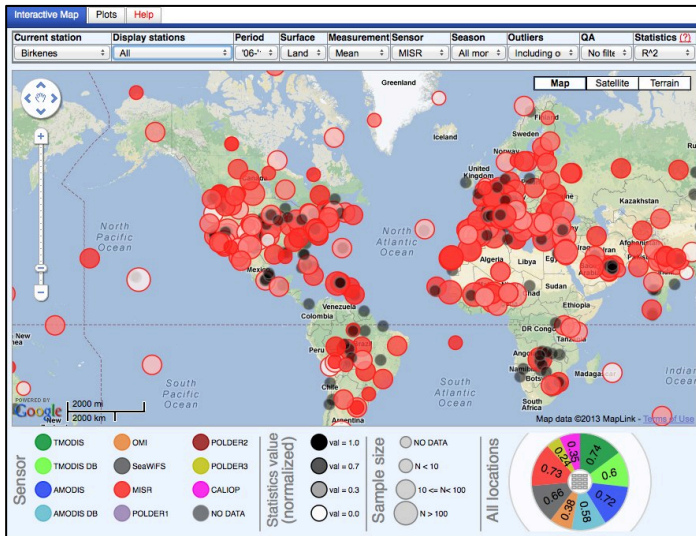 Interactive Map Plots Help
Current station Display stations Period Surface Measurement Sensor Season Outliers QA Statistics (?)
Birkenes All '06-' Land Mean MISR All mor Including o No filte R^2
Map Satellite Terrain
Greenland
Iceland
Finland
Sweden
Norway
United
Kingdom
Canada
Kazakhstan
North
Pacific
Ocean
North
Atlantic
Ocean
Afghanistan
Iran
Algeria Libya
Mexico
Sudan
Venezuela
Colombia
Ethiopia
DR Congo
Tanzania
Peru
Angola
Namibia
Madagascar
South
Pacific
Ocean
South
Atlantic
Ocean
Chile
South
Africa
Argentina
POWERED BY
Google
2000 mi
2000 km
Map data ©2013 MapLink - Terms of Use
Sensor
TMODIS OMI POLDER2
TMODIS DB SeaWiFS POLDER3
AMODIS MISR CALIOP
AMODIS DB POLDER1 NO DATA
Statistics value
(normalized)
val = 1.0
val = 0.7
val = 0.3
val = 0.0
Sample size
NO DATA
N < 10
10 <= N< 100
N > 100
All locations
0.74
0.6
0.72
0.58
0.38
0.66
0.73
0.24
0.35